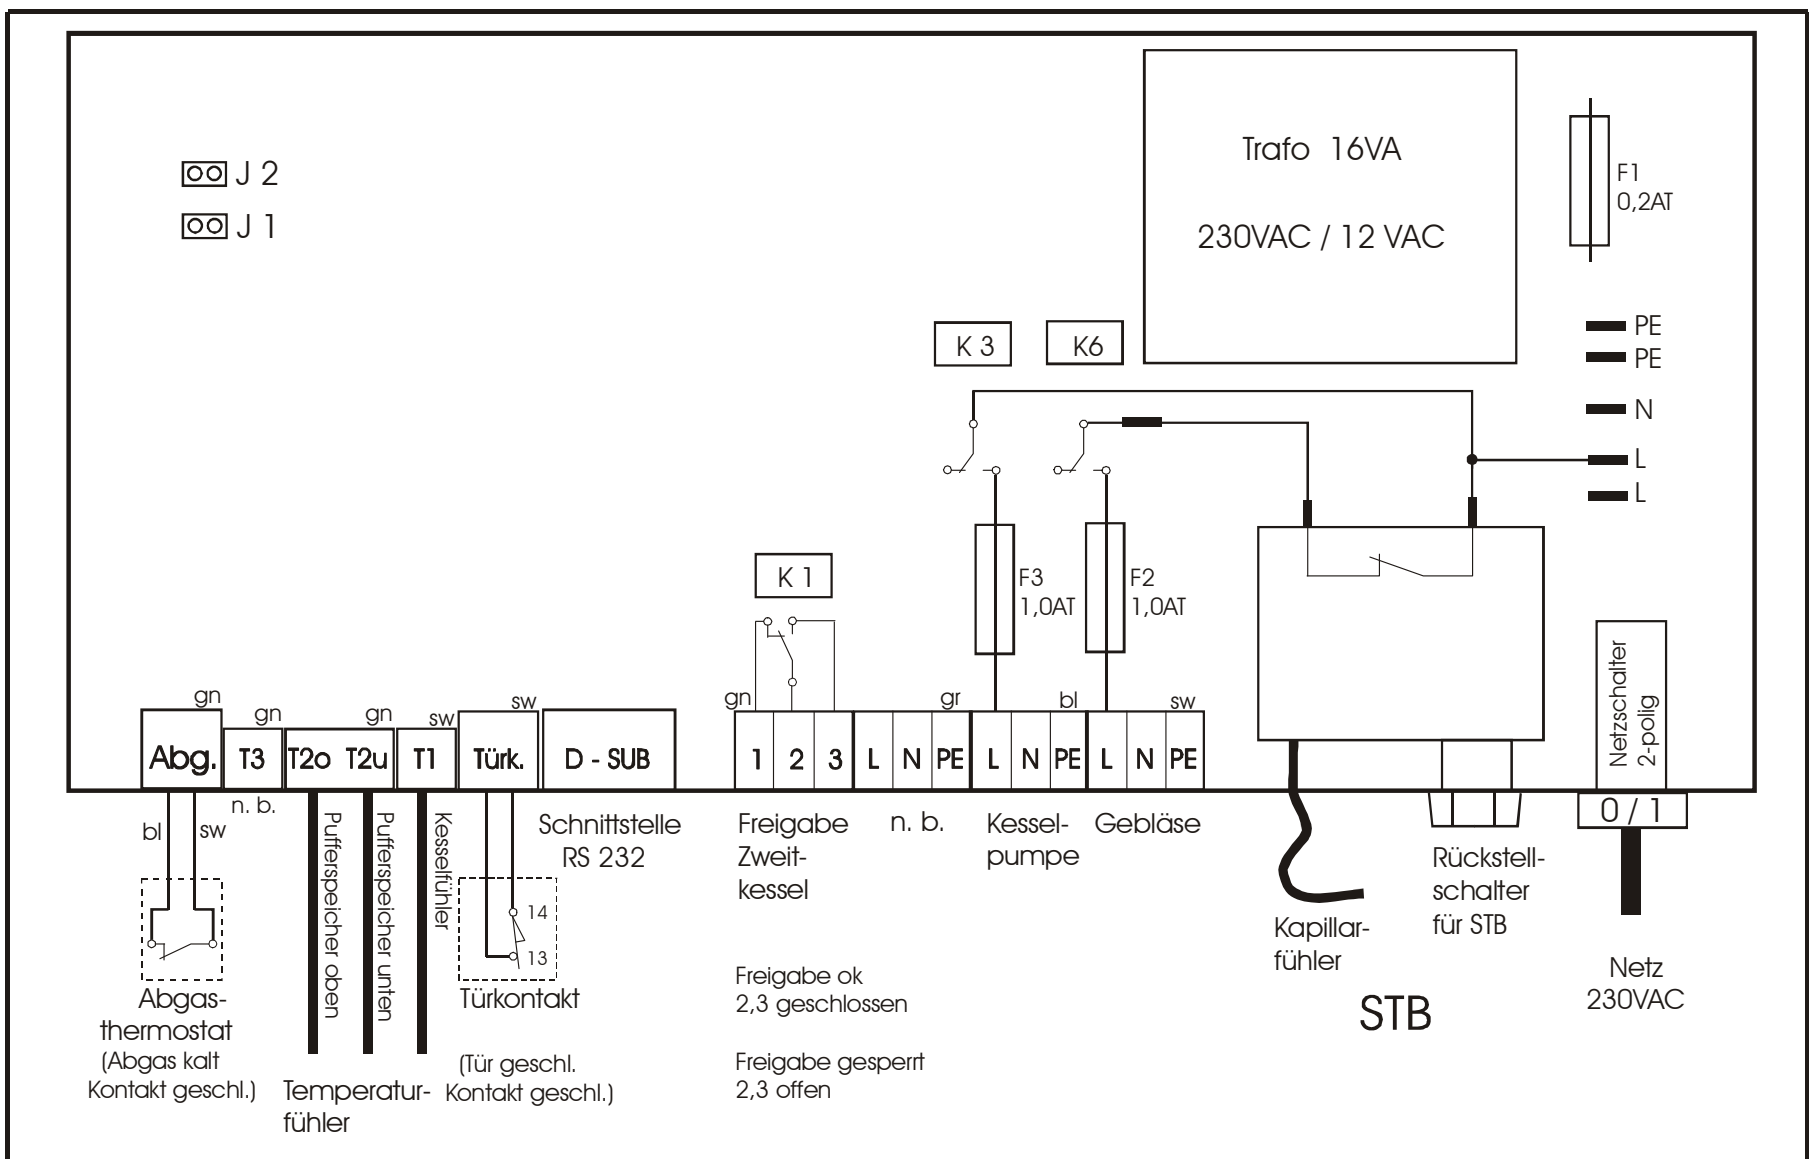 Trafo 16VA
230VAC / 12 VAC
F1
0,2AT
J 2
J 1
PE
PE
N
L
L
K 3
K6
K 1
F3
1,0AT
F2
1,0AT
Netzschalter
2-polig
gn
gn
gn
sw
sw
gn
gr
bl
sw
Abg.
T3
T2o T2u
T1
Türk.
D - SUB
1 2 3
L N PE
L N PE
L N PE
0 / 1
n. b.
bl
sw
Pufferspeicher oben
Pufferspeicher unten
Kesselfühler
Schnittstelle
RS 232
Freigabe
Zweit-
kessel
n. b.
Kessel-
pumpe
Gebläse
Rückstell-
schalter
für STB
14
13
Kapillar-
fühler
STB
Netz
230VAC
Abgas-
thermostat
(Abgas kalt
Kontakt geschl.)
Temperatur-
fühler
Türkontakt
(Tür geschl.
Kontakt geschl.)
Freigabe ok
2,3 geschlossen
Freigabe gesperrt
2,3 offen